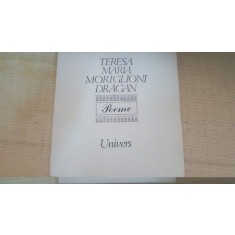 TERESA
MARIA
MORIGLIONI
DRAGAN
Poeme
Univers